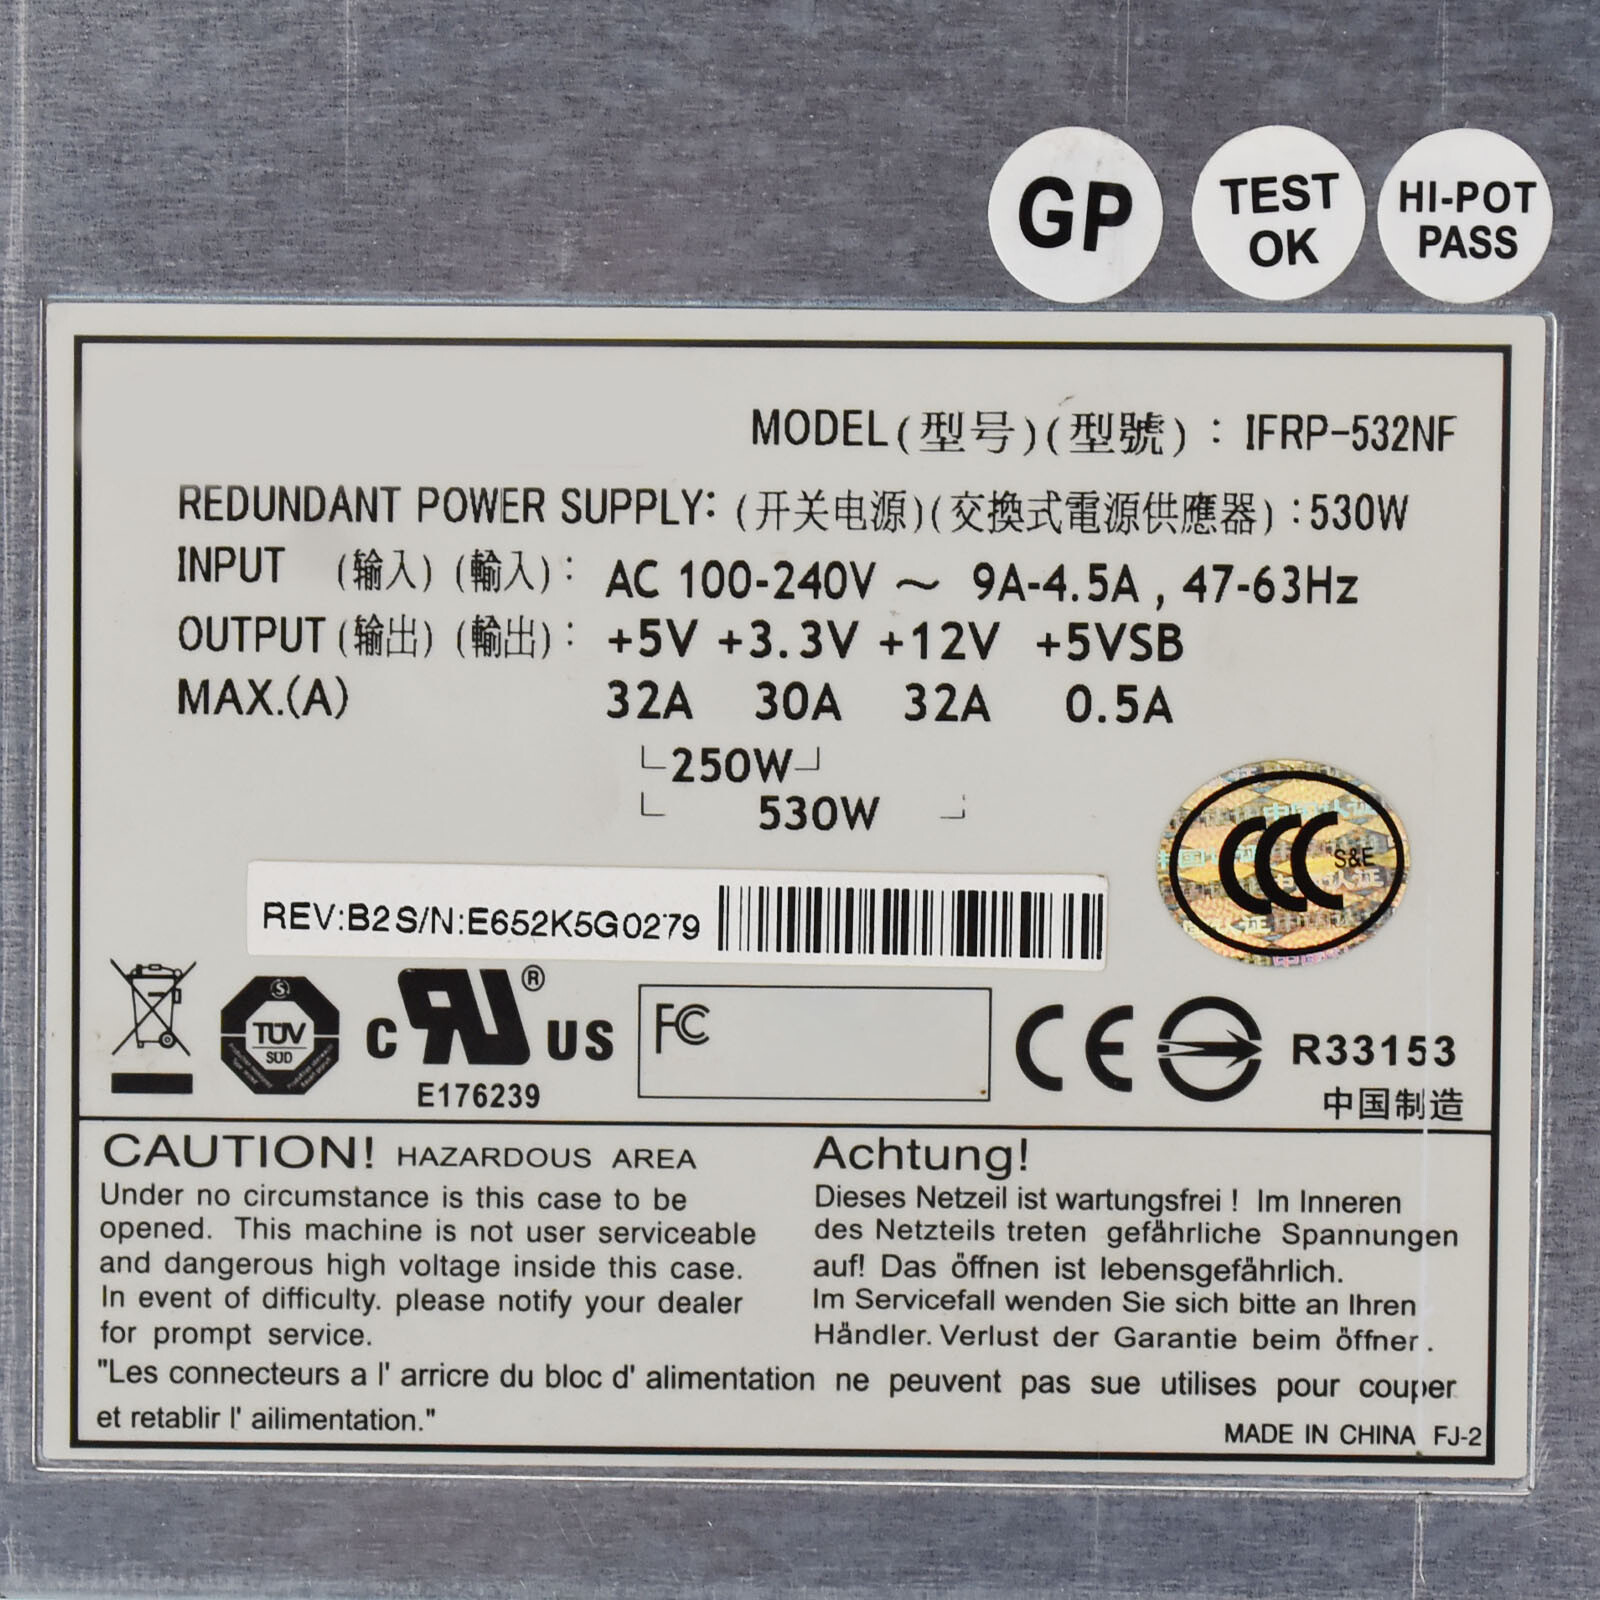 GP
TEST
OK
HI-POT
PASS
MODEL(型号)(型號) : IFRP-532NF
REDUNDANT POWER SUPPLY: (开关电源)(交換式電源供應器) :530W
INPUT (输入) (輸入) : AC 100-240V ~ 9A-4.5A , 47-63Hz
OUTPUT (输出) (輸出) : +5V +3.3V +12V +5VSB
MAX.(A) 32A 30A 32A 0.5A
250W
530W
CCC S&E
REV:B2 S/N:E652K5G0279
TÜV
SÜD
c RU ® US
E176239
FC
CE
R33153
中国制造
CAUTION! HAZARDOUS AREA
Under no circumstance is this case to be
opened. This machine is not user serviceable
and dangerous high voltage inside this case.
In event of difficulty. please notify your dealer
for prompt service.
Achtung!
Dieses Netzeil ist wartungsfrei ! Im Inneren
des Netzteils treten gefährliche Spannungen
auf! Das öffnen ist lebensgefährlich.
Im Servicefall wenden Sie sich bitte an Ihren
Händler. Verlust der Garantie beim öffner .
"Les connecteurs a l' arricre du bloc d' alimentation ne peuvent pas sue utilises pour couper
et retablir l' ailimentation."
MADE IN CHINA FJ-2